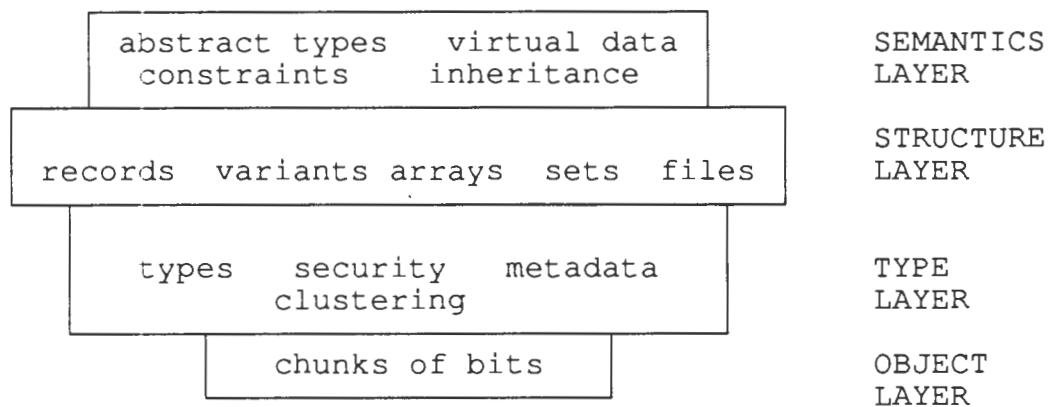 abstract types virtual data
constraints inheritance
SEMANTICS
LAYER
records variants arrays sets files
STRUCTURE
LAYER
types security metadata
clustering
TYPE
LAYER
chunks of bits
OBJECT
LAYER